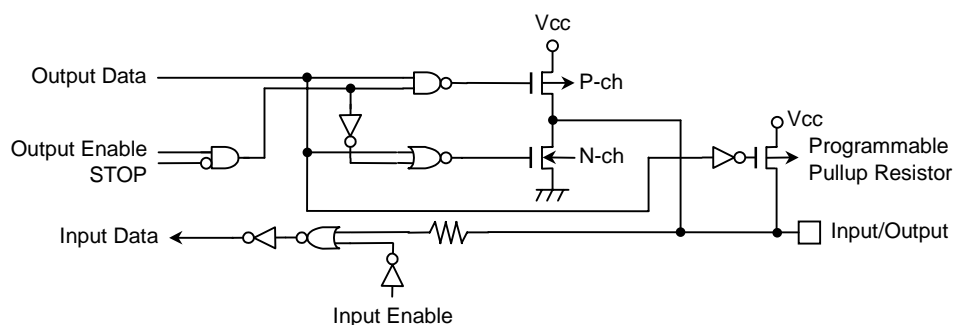 Vcc
Output Data
P-ch
Vcc
Output Enable
STOP
N-ch
Programmable
Pullup Resistor
Input Data
Input/Output
Input Enable